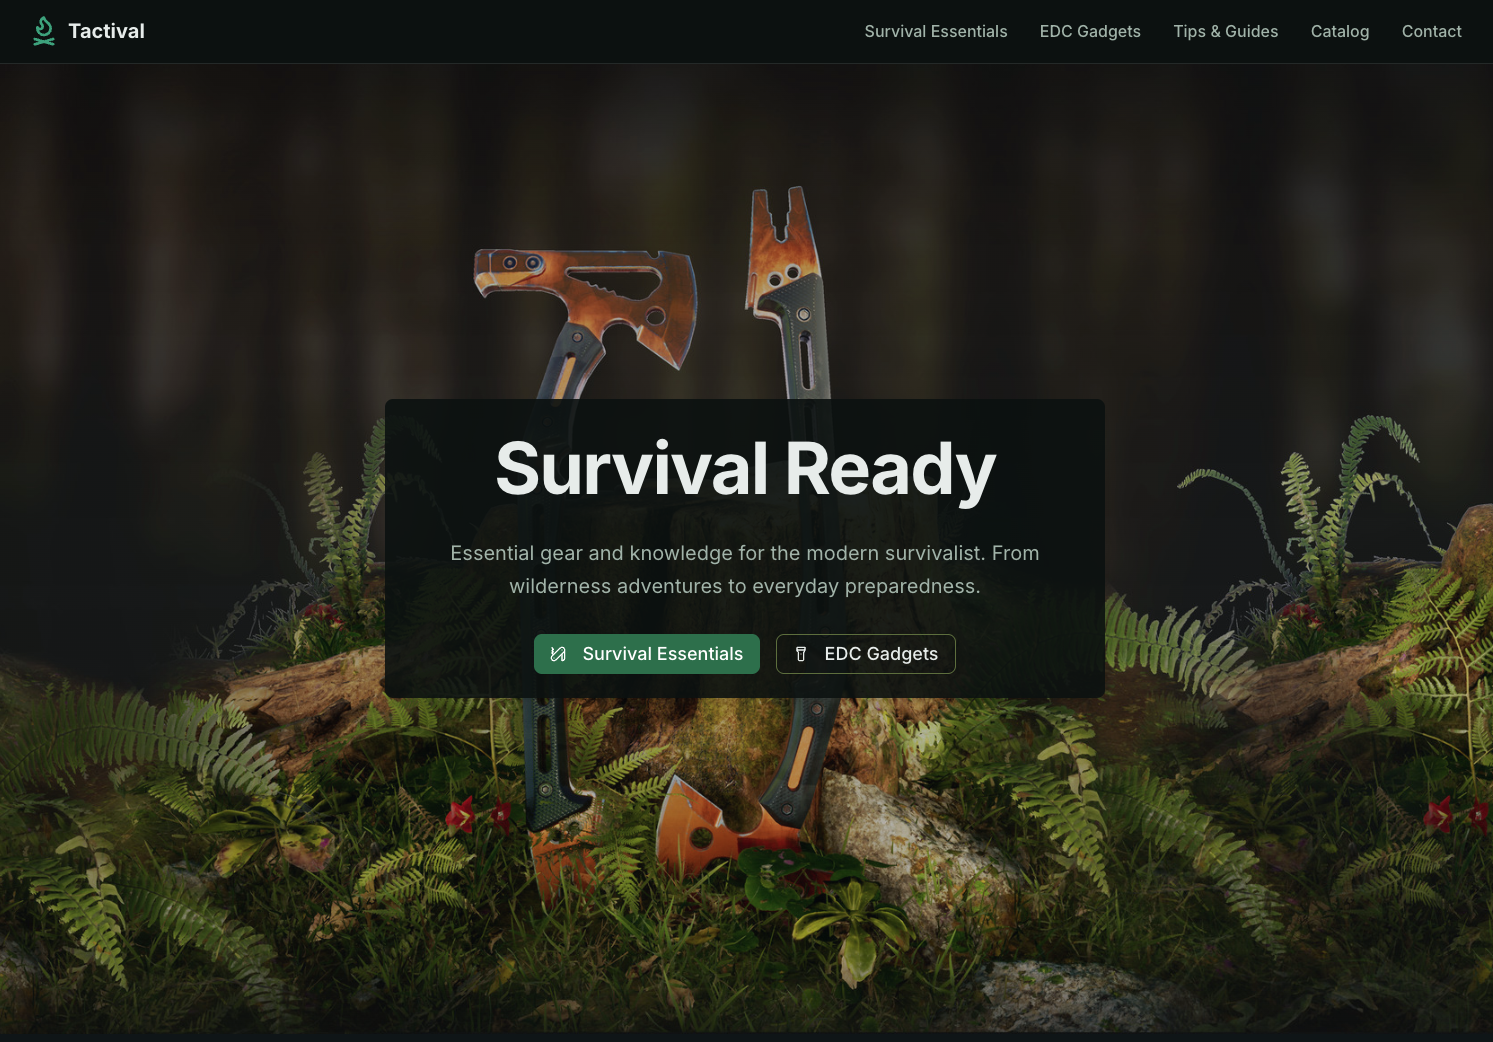 Tactival
Survival Essentials
EDC Gadgets
Tips & Guides
Catalog
Contact
Survival Ready
Essential gear and knowledge for the modern survivalist. From
wilderness adventures to everyday preparedness.
Survival Essentials
EDC Gadgets